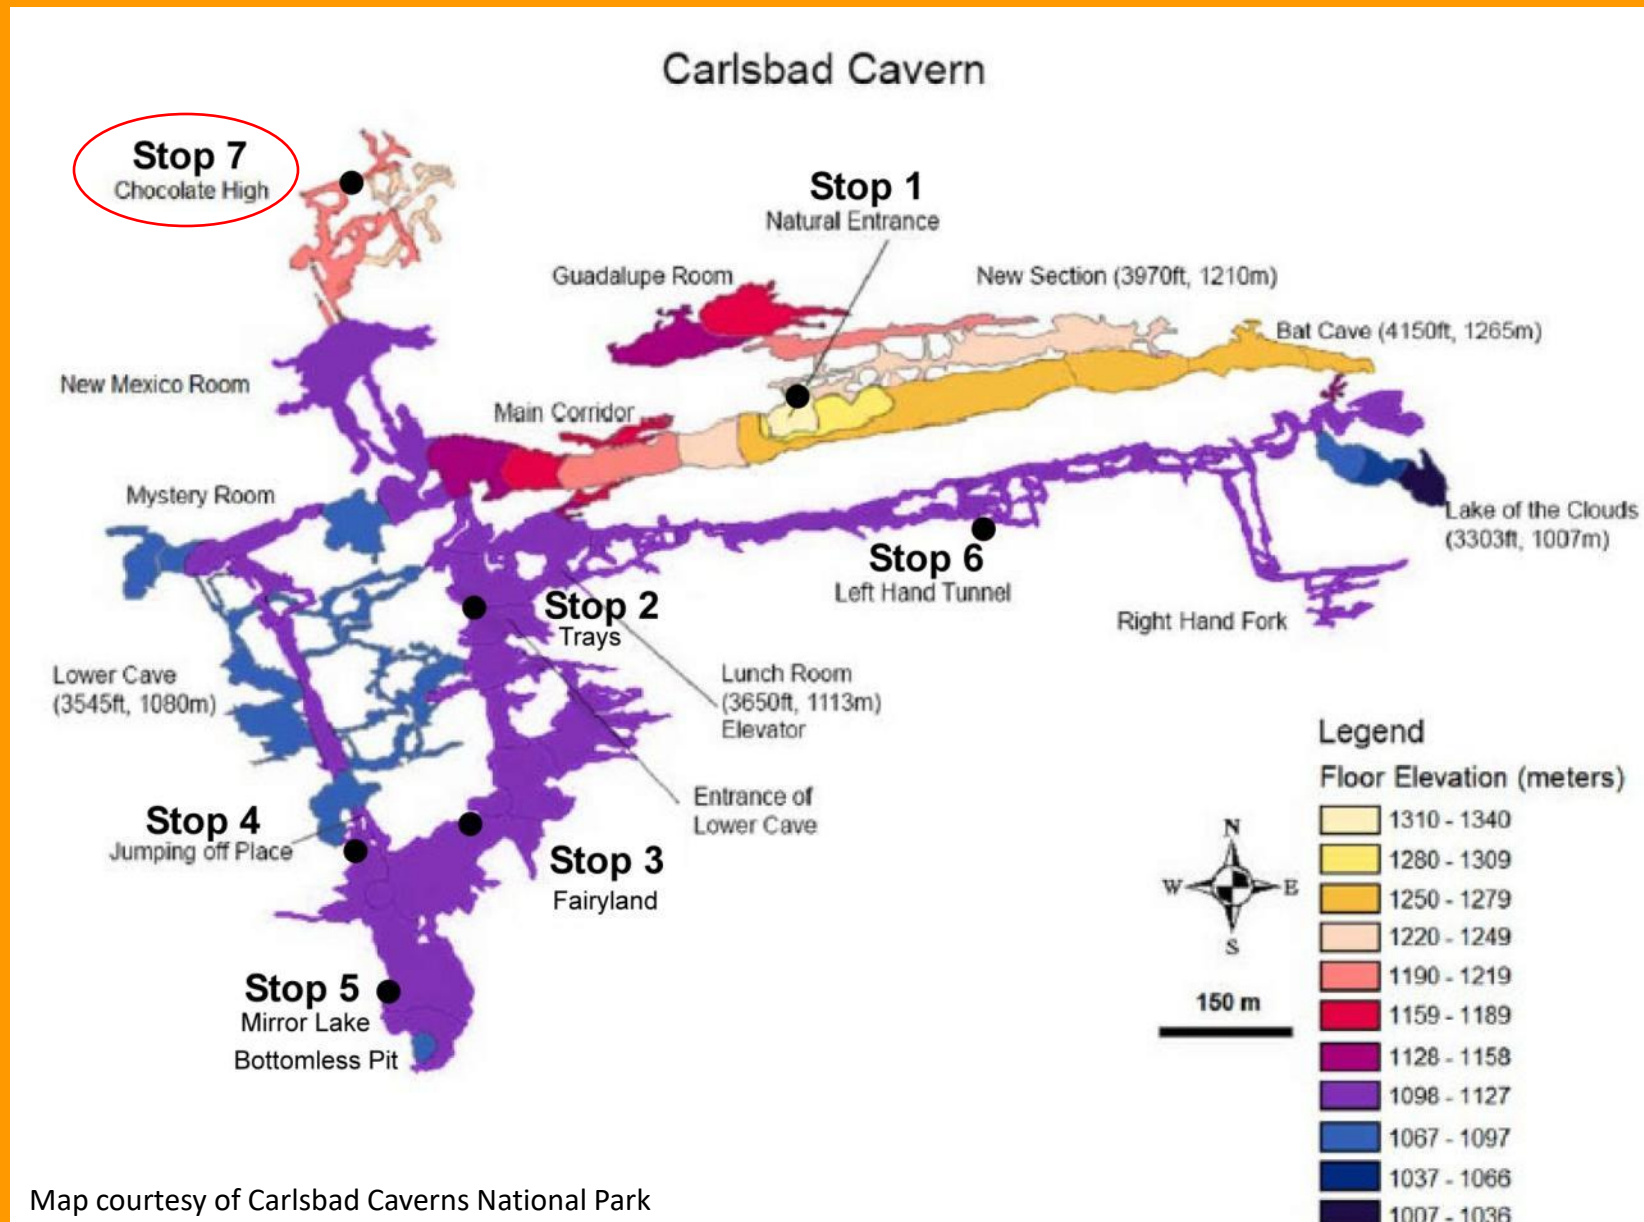 Carlsbad Cavern
Stop 7
Chocolate High
Stop 1
Natural Entrance
Guadalupe Room
New Section (3970ft, 1210m)
Bat Cave (4150ft, 1265m)
New Mexico Room
Main Corridor
Mystery Room
Lake of the Clouds
(3303ft, 1007m)
Stop 6
Left Hand Tunnel
Right Hand Fork
Stop 2
Trays
Lower Cave
(3545ft, 1080m)
Lunch Room
(3650ft, 1113m)
Elevator
Entrance of
Lower Cave
Stop 4
Jumping off Place
Stop 3
Fairyland
Stop 5
Mirror Lake
Bottomless Pit
N
W E
S
150 m
Legend
Floor Elevation (meters)
1310 - 1340
1280 - 1309
1250 - 1279
1220 - 1249
1190 - 1219
1159 - 1189
1128 - 1158
1098 - 1127
1067 - 1097
1037 - 1066
1007 - 1036
Map courtesy of Carlsbad Caverns National Park